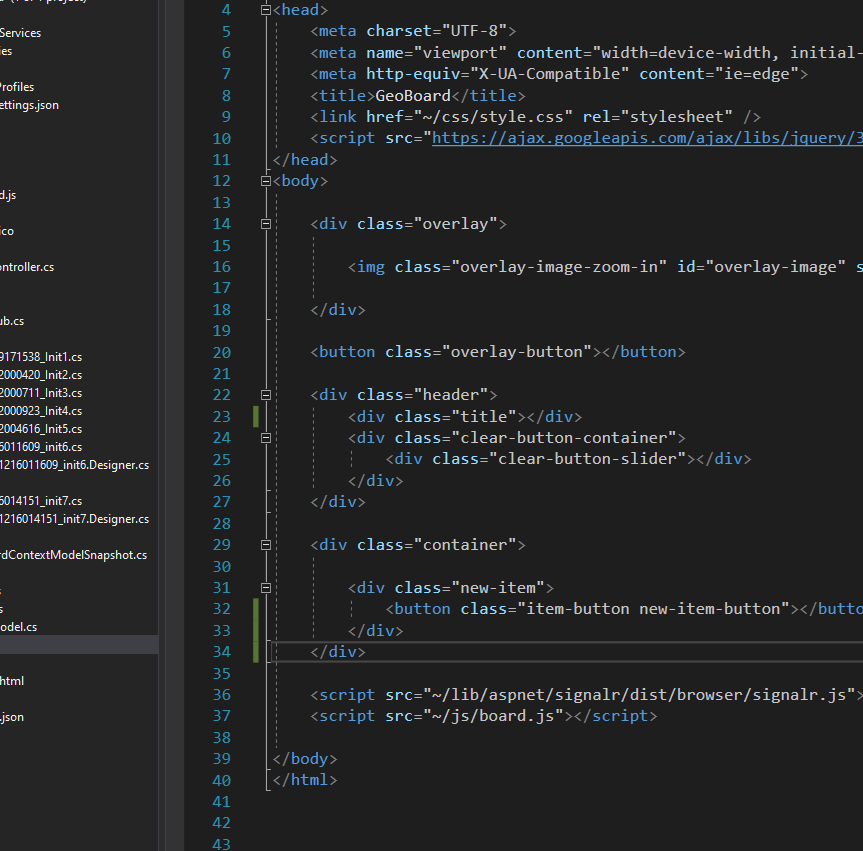 Services
ies
rofiles
ettings.json
d.js
ico
ontroller.cs
ub.cs
9171538_Init1.cs
2000420_Init2.cs
2000711_Init3.cs
2000923_Init4.cs
2004616_Init5.cs
6011609_init6.cs
1216011609_init6.Designer.cs
6014151_init7.cs
1216014151_init7.Designer.cs
rdContextModelSnapshot.cs
s
s
odel.cs
html
.json
4 <head>
5 <meta charset="UTF-8">
6 <meta name="viewport" content="width=device-width, initial-
7 <meta http-equiv="X-UA-Compatible" content="ie=edge">
8 <title>GeoBoard</title>
9 <link href="~/css/style.css" rel="stylesheet" />
10 <script src="https://ajax.googleapis.com/ajax/libs/jquery/3
11 </head>
12 <body>
13
14 <div class="overlay">
15
16 <img class="overlay-image-zoom-in" id="overlay-image" s
17
18 </div>
19
20 <button class="overlay-button"></button>
21
22 <div class="header">
23 <div class="title"></div>
24 <div class="clear-button-container">
25 <div class="clear-button-slider"></div>
26 </div>
27 </div>
28
29 <div class="container">
30
31 <div class="new-item">
32 <button class="item-button new-item-button"></butto
33 </div>
34 </div>
35
36 <script src="~/lib/aspnet/signalr/dist/browser/signalr.js">
37 <script src="~/js/board.js"></script>
38
39 </body>
40 </html>
41
42
43